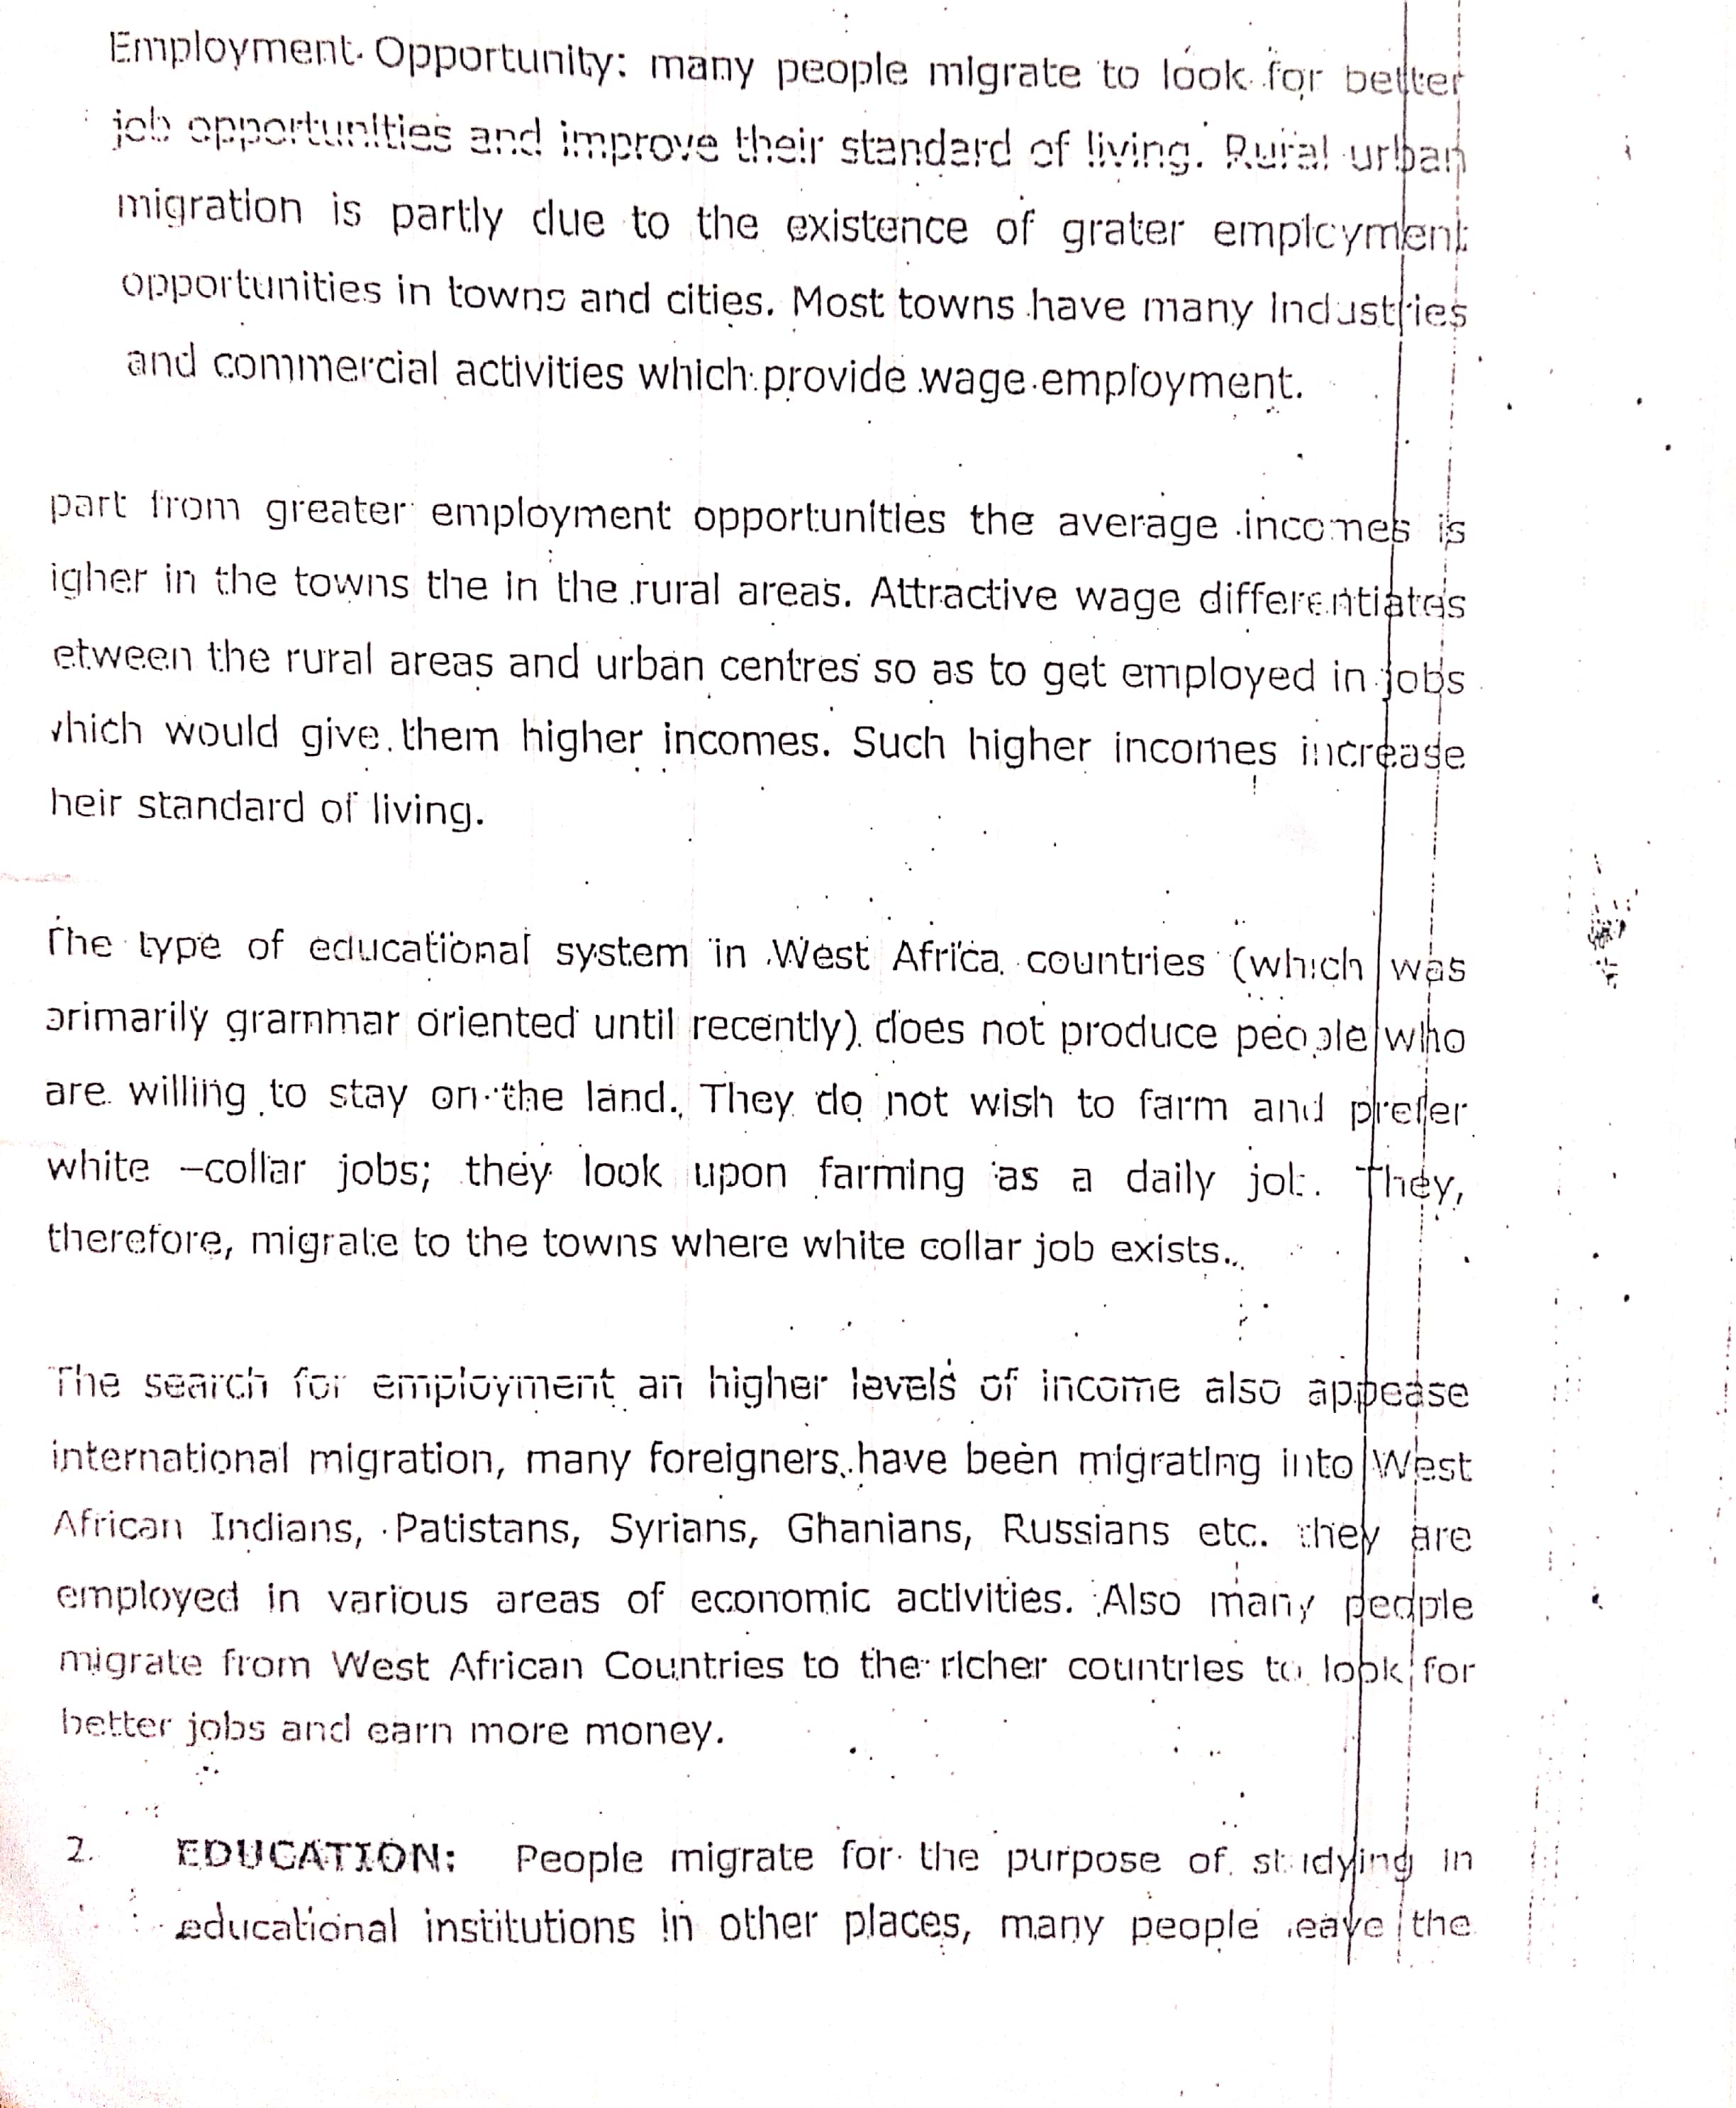 Employment Opportunity: many people migrate to look for better
job opportunities and improve their standard of living. Rural urban
migration is partly due to the existence of grater employment
opportunities in towns and cities. Most towns have many industries
and commercial activities which provide wage employment.
part from greater employment opportunities the average incomes is
igher in the towns the in the rural areas. Attractive wage differentiates
etween the rural areas and urban centres so as to get employed in jobs
which would give them higher incomes. Such higher incomes increase
heir standard of living.
The type of educational system in West Africa countries (which was
primarily grammar oriented until recently) does not produce people who
are willing to stay on the land. They do not wish to farm and prefer
white –collar jobs; they look upon farming as a daily job. They,
therefore, migrate to the towns where white collar job exists.
The search for employment an higher levels of income also appease
international migration, many foreigners have been migrating into West
African Indians, Patistans, Syrians, Ghanians, Russians etc. they are
employed in various areas of economic activities. Also many people
migrate from West African Countries to the richer countries to look for
better jobs and earn more money.
2. EDUCATION: People migrate for the purpose of studying in
educational institutions in other places, many people leave the